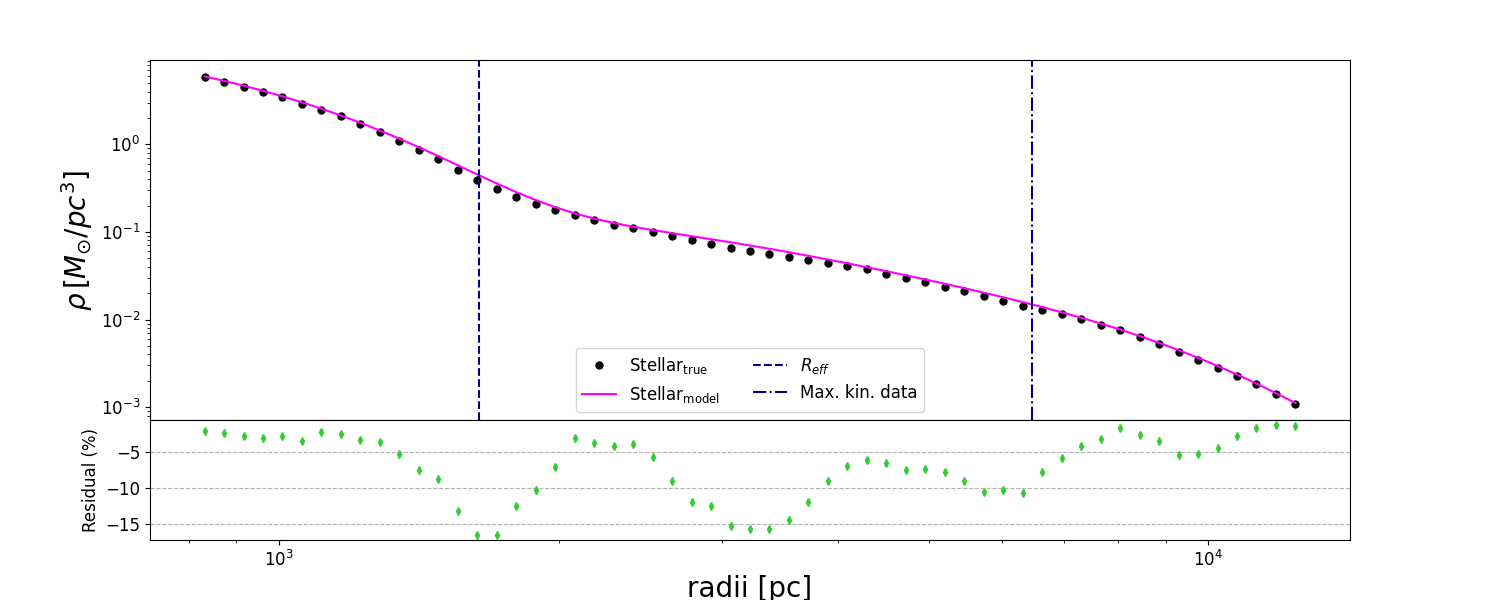 ρ [M⊙/pc³]
10⁰
10⁻¹
10⁻²
10⁻³
Stellar_true
Stellar_model
R_eff
Max. kin. data
Residual (%)
−5
−10
−15
10³
10⁴
radii [pc]